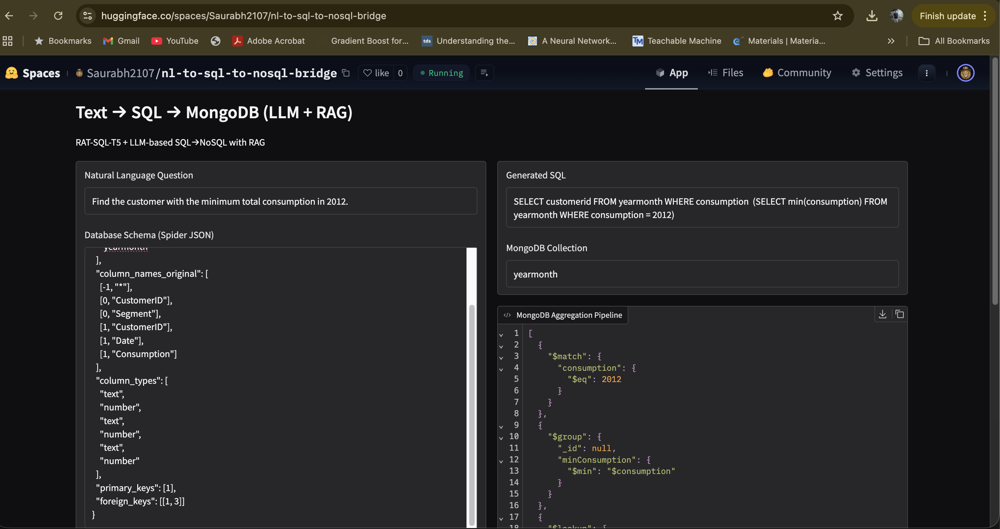 huggingface.co/spaces/Saurabh2107/nl-to-sql-to-nosql-bridge
Finish update
Bookmarks
Gmail
YouTube
Adobe Acrobat
Gradient Boost for...
tds Understanding the...
A Neural Network...
TM Teachable Machine
Materials | Materia...
All Bookmarks
Spaces
Saurabh2107/nl-to-sql-to-nosql-bridge
like 0
Running
App
Files
Community
Settings
Text → SQL → MongoDB (LLM + RAG)
RAT-SQL-T5 + LLM-based SQL→NoSQL with RAG
Natural Language Question
Find the customer with the minimum total consumption in 2012.
Database Schema (Spider JSON)
yearmonth
],
"column_names_original": [
[-1, "*"],
[0, "CustomerID"],
[0, "Segment"],
[1, "CustomerID"],
[1, "Date"],
[1, "Consumption"]
],
"column_types": [
"text",
"number",
"text",
"number",
"text",
"number"
],
"primary_keys": [1],
"foreign_keys": [[1, 3]]
}
Generated SQL
SELECT customerid FROM yearmonth WHERE consumption  (SELECT min(consumption) FROM
yearmonth WHERE consumption = 2012)
MongoDB Collection
yearmonth
</> MongoDB Aggregation Pipeline
1 [
2 {
3 "$match": {
4 "consumption": {
5 "$eq": 2012
6 }
7 }
8 },
9 {
10 "$group": {
11 "_id": null,
12 "minConsumption": {
13 "$min": "$consumption"
14 }
15 }
16 },
17 {
18 "$lookup": {